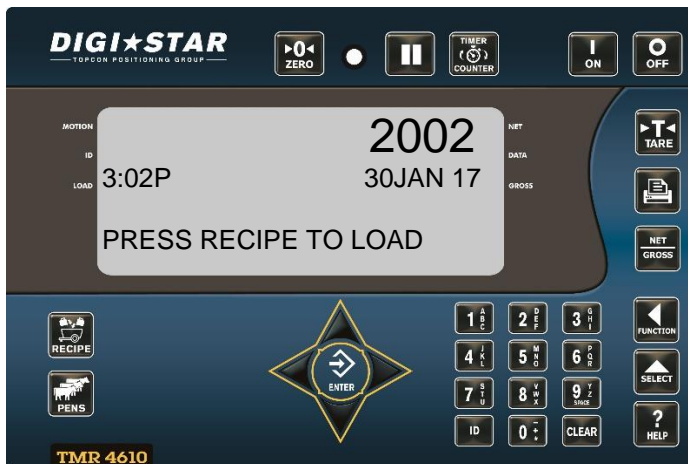 DIGI★STAR
TOPCON POSITIONING GROUP
►0◄
ZERO
TIMER
COUNTER
I
ON
O
OFF
MOTION
ID
LOAD
2002
3:02P
30JAN 17
PRESS RECIPE TO LOAD
NET
DATA
GROSS
►T◄
TARE
NET
GROSS
RECIPE
PENS
ENTER
1 A B C
2 D E F
3 G H I
4 J K L
5 M N O
6 P Q R
7 S T U
8 V W X
9 Y Z SPACE
ID
0 - + *
CLEAR
FUNCTION
SELECT
?
HELP
TMR 4610